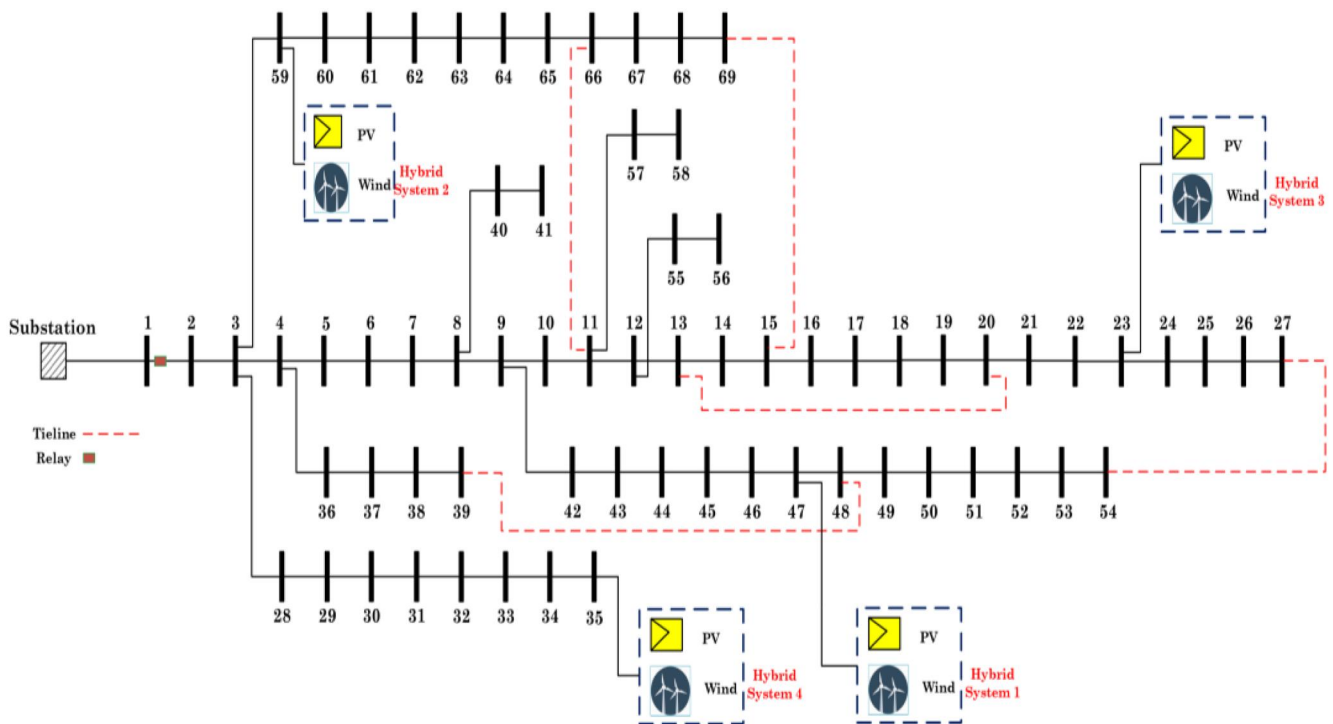 59 60 61 62 63 64 65 66 67 68 69
PV
Wind
Hybrid
System 2
57 58
40 41
55 56
PV
Wind
Hybrid
System 3
Substation
1 2 3 4 5 6 7 8 9 10 11 12 13 14 15 16 17 18 19 20 21 22 23 24 25 26 27
Tieline
Relay
36 37 38 39
42 43 44 45 46 47 48 49 50 51 52 53 54
28 29 30 31 32 33 34 35
PV
Wind
Hybrid
System 4
PV
Wind
Hybrid
System 1